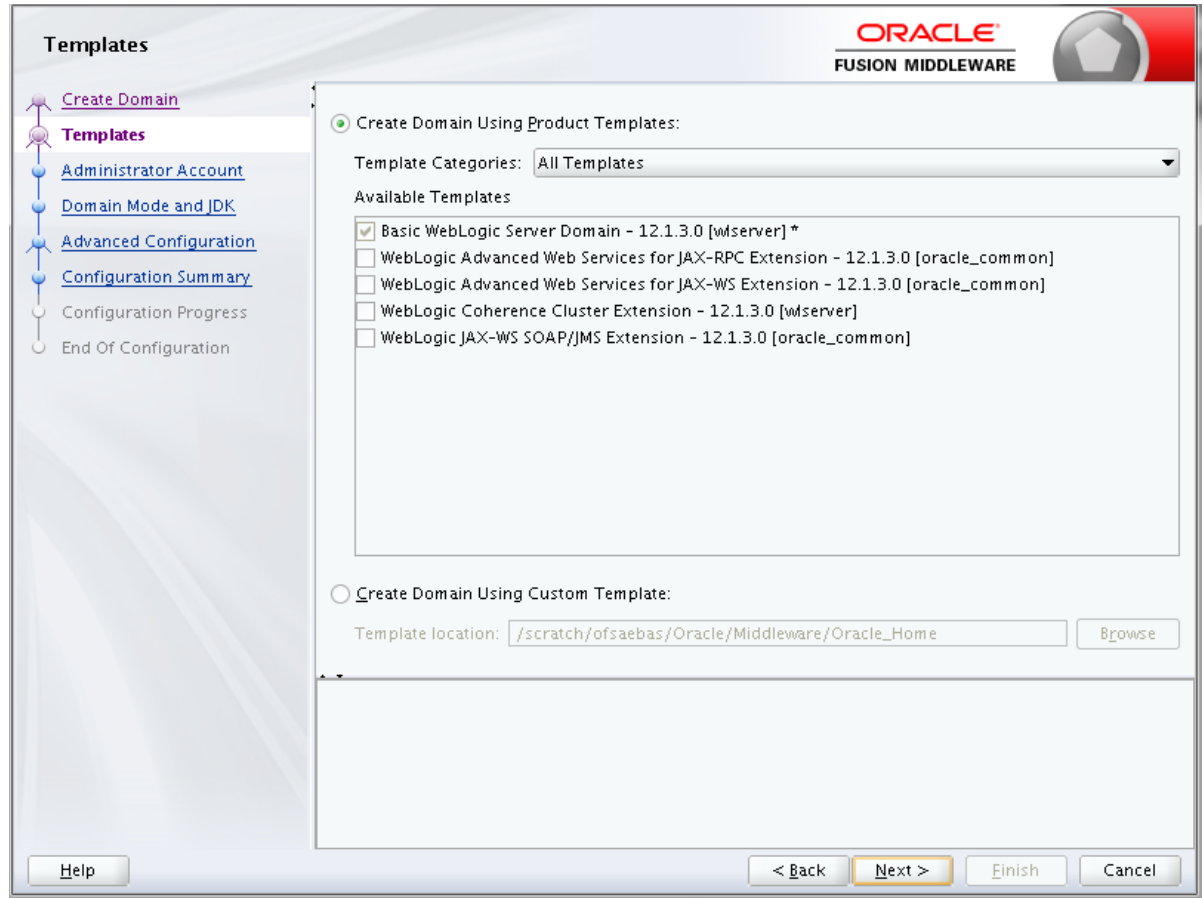 Templates
ORACLE
FUSION MIDDLEWARE
Create Domain
Templates
Administrator Account
Domain Mode and JDK
Advanced Configuration
Configuration Summary
Configuration Progress
End Of Configuration
Create Domain Using Product Templates:
Template Categories: All Templates
Available Templates
Basic WebLogic Server Domain - 12.1.3.0 [wlserver] *
WebLogic Advanced Web Services for JAX-RPC Extension - 12.1.3.0 [oracle_common]
WebLogic Advanced Web Services for JAX-WS Extension - 12.1.3.0 [oracle_common]
WebLogic Coherence Cluster Extension - 12.1.3.0 [wlserver]
WebLogic JAX-WS SOAP/JMS Extension - 12.1.3.0 [oracle_common]
Create Domain Using Custom Template:
Template location: /scratch/ofsaebas/Oracle/Middleware/Oracle_Home Browse
Help < Back Next > Finish Cancel